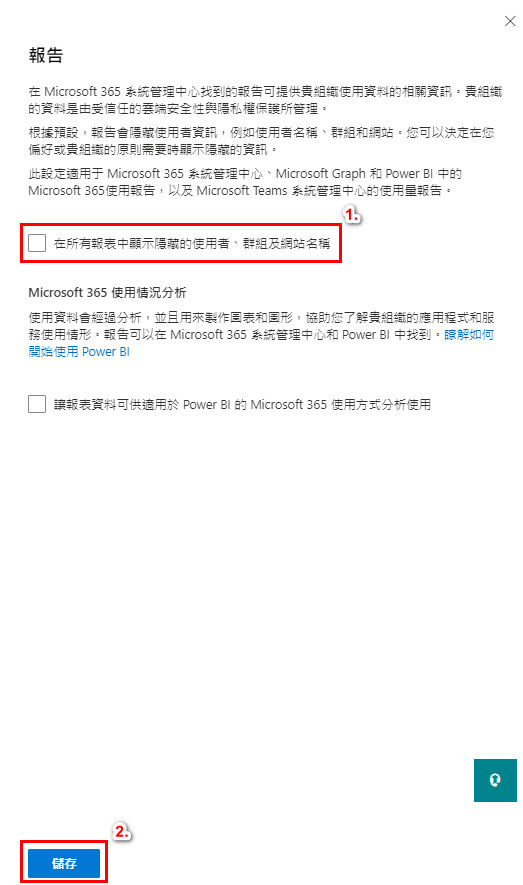 報告
在 Microsoft 365 系統管理中心找到的報告可提供貴組織使用資料的相關資訊。貴組織
的資料是由受信任的雲端安全性與隱私權保護所管理。
根據預設，報告會隱藏使用者資訊，例如使用者名稱、群組和網站。您可以決定在您
偏好或貴組織的原則需要時顯示隱藏的資訊。
此設定適用于 Microsoft 365 系統管理中心、Microsoft Graph 和 Power BI 中的
Microsoft 365使用報告，以及 Microsoft Teams 系統管理中心的使用量報告。
1.
在所有報表中顯示隱藏的使用者、群組及網站名稱
Microsoft 365 使用情況分析
使用資料會經過分析，並且用來製作圖表和圖形，協助您了解貴組織的應用程式和服
務使用情形。報告可以在 Microsoft 365 系統管理中心和 Power BI 中找到。瞭解如何
開始使用 Power BI
讓報表資料可供適用於 Power BI 的 Microsoft 365 使用方式分析使用
2.
儲存